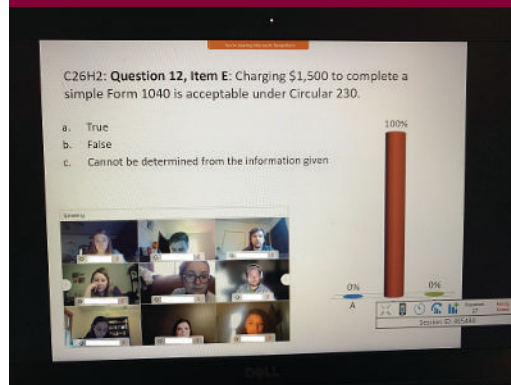 C26H2: Question 12, Item E: Charging $1,500 to complete a
simple Form 1040 is acceptable under Circular 230.
a. True
b. False
c. Cannot be determined from the information given
100%
0%
0%
A
DELL